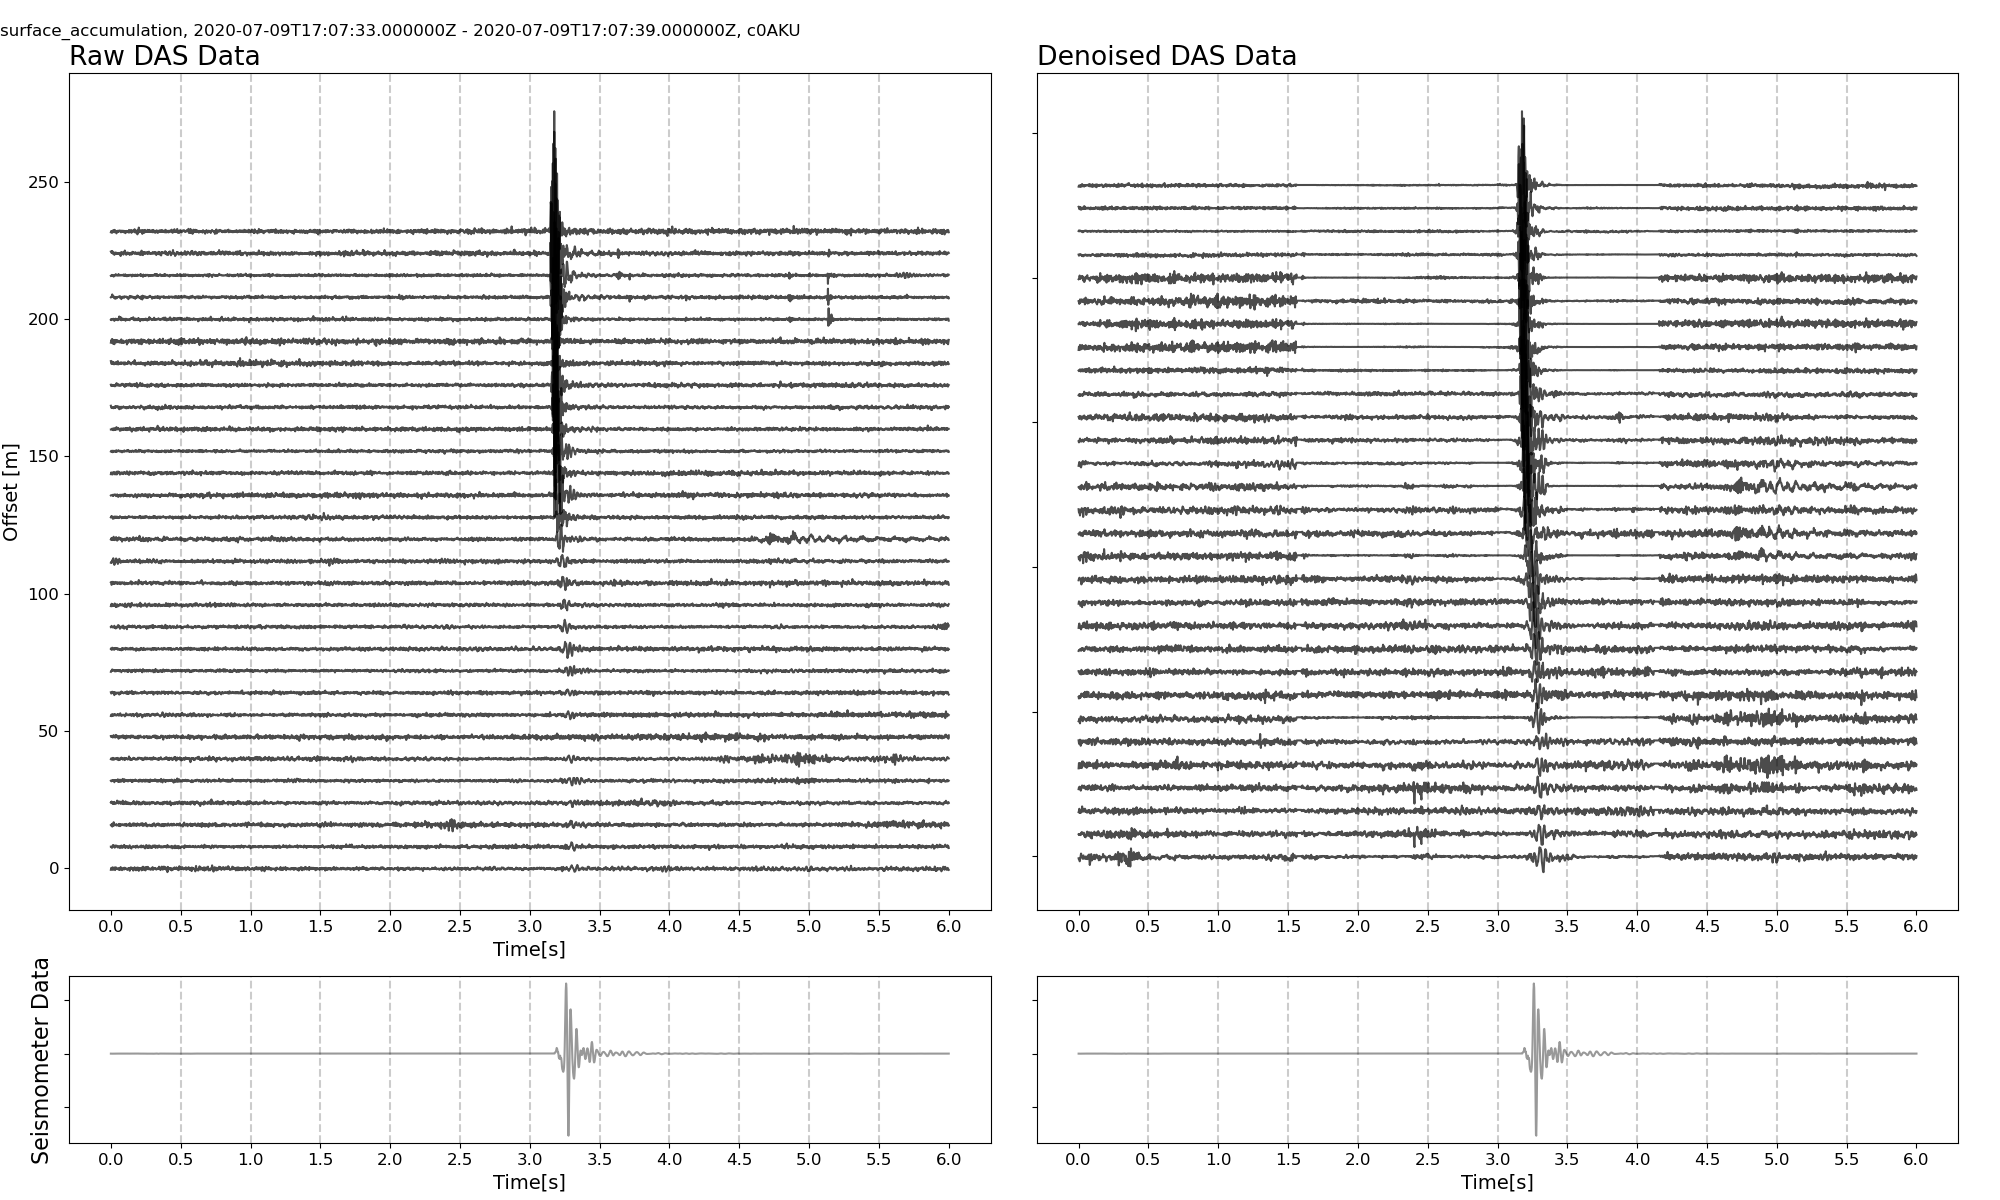 surface_accumulation, 2020-07-09T17:07:33.000000Z - 2020-07-09T17:07:39.000000Z, c0AKU
Raw DAS Data
Denoised DAS Data
Offset [m]
250
200
150
100
50
0
0.0 0.5 1.0 1.5 2.0 2.5 3.0 3.5 4.0 4.5 5.0 5.5 6.0
Time[s]
0.0 0.5 1.0 1.5 2.0 2.5 3.0 3.5 4.0 4.5 5.0 5.5 6.0
Seismometer Data
0.0 0.5 1.0 1.5 2.0 2.5 3.0 3.5 4.0 4.5 5.0 5.5 6.0
Time[s]
0.0 0.5 1.0 1.5 2.0 2.5 3.0 3.5 4.0 4.5 5.0 5.5 6.0
Time[s]